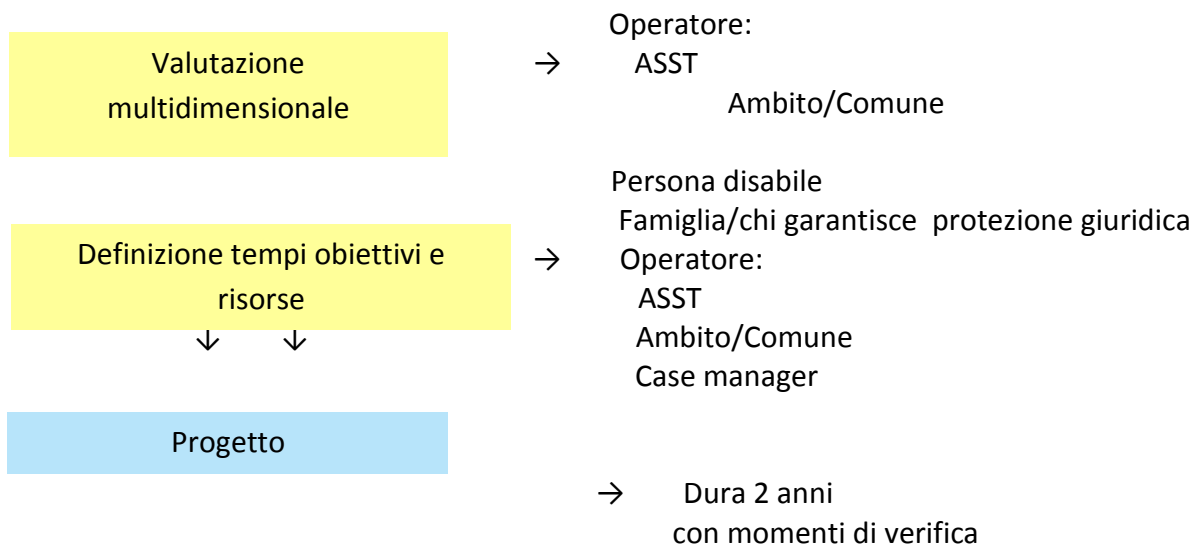 Operatore:
Valutazione
multidimensionale
→ ASST
Ambito/Comune
Persona disabile
Famiglia/chi garantisce protezione giuridica
Definizione tempi obiettivi e
risorse
→ Operatore:
ASST
↓ ↓
Ambito/Comune
Case manager
Progetto
→ Dura 2 anni
con momenti di verifica